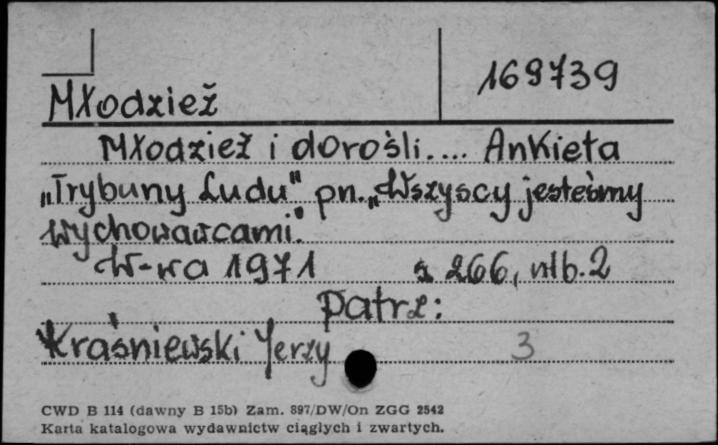 169739
Młodzież
Młodzież i dorośli.... Ankieta
„Trybuny Ludu" pn. „Wszyscy jesteśmy
wychowawcami."
W-wa 1971 s 266, nlb. 2
Patrz:
Kraśniewski Jerzy 3
CWD B 114 (dawny B 15b) Zam. 897/DW/On ZGG 2542
Karta katalogowa wydawnictw ciągłych i zwartych.